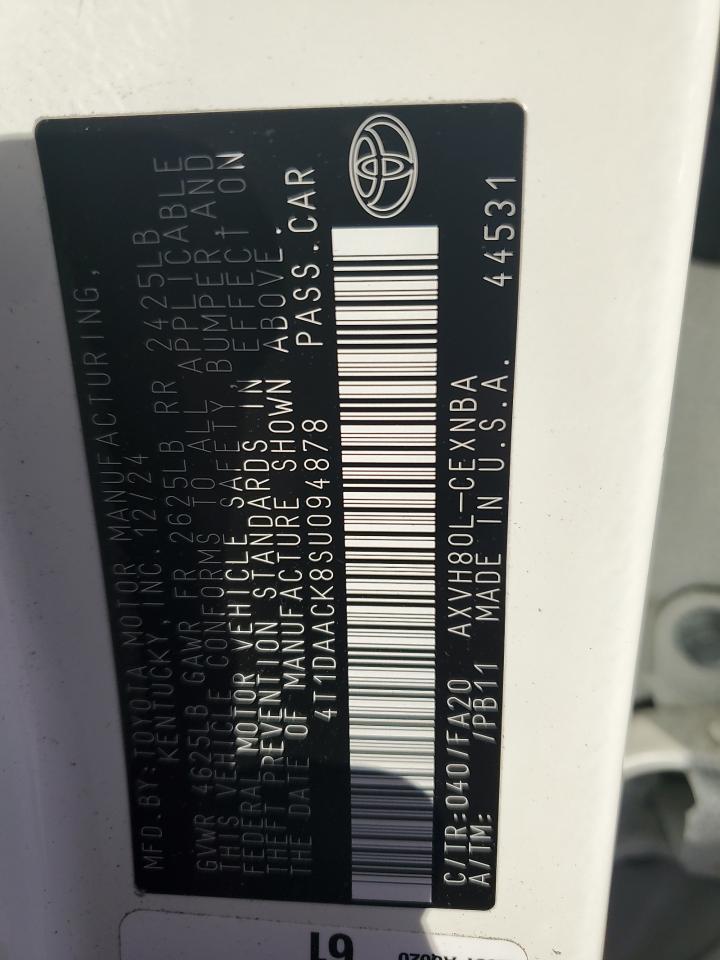 MFD.BY:TOYOTA MOTOR MANUFACTURING,
KENTUCKY, INC.12/24
GVWR 4625LB GAWR FR 2625LB RR 2425LB
THIS VEHICLE CONFORMS TO ALL APPLICABLE
FEDERAL MOTOR VEHICLE SAFETY, BUMPER AND
THEFT PREVENTION STANDARDS IN EFFECT ON
THE DATE OF MANUFACTURE SHOWN ABOVE.
4T1DAACK8SU094878 PASS.CAR
C/TR:040/FA20 AXVH80L-CEXNBA 44531
A/TM: /PB11 MADE IN U.S.A.
61